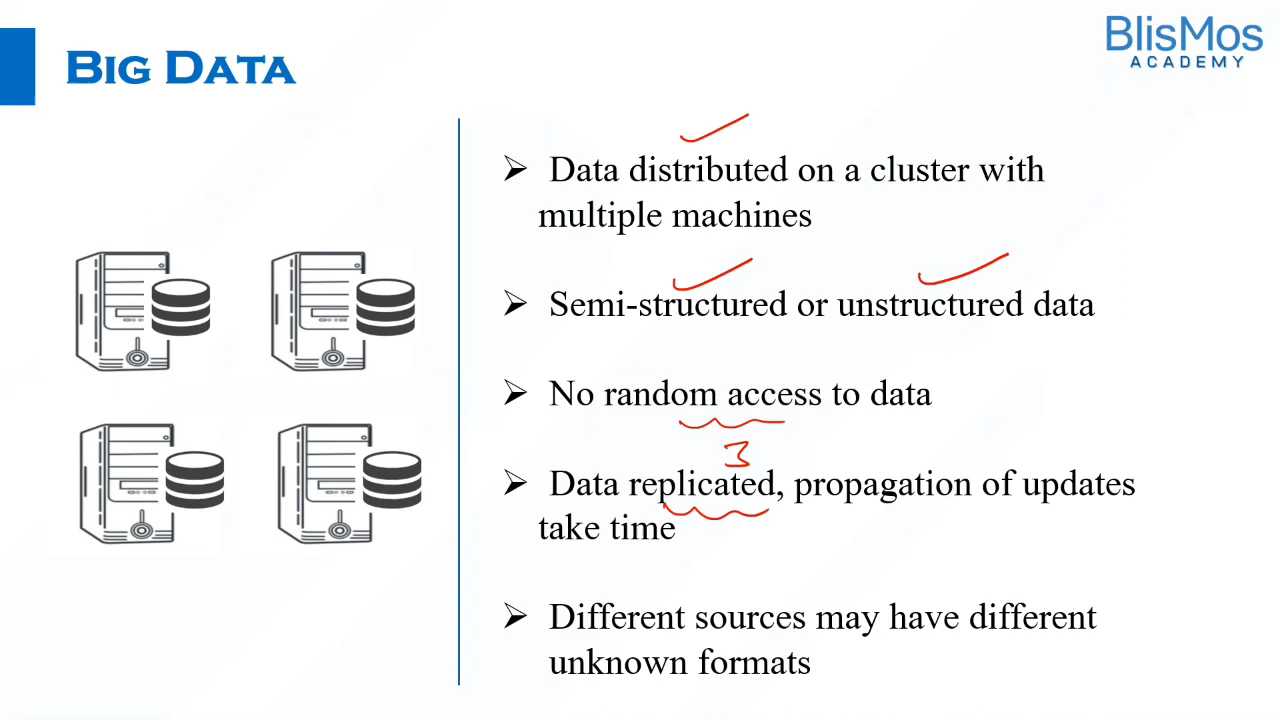 BIG DATA
BlisMos
ACADEMY
➢ Data distributed on a cluster with
multiple machines
➢ Semi-structured or unstructured data
➢ No random access to data
3
➢ Data replicated, propagation of updates
take time
➢ Different sources may have different
unknown formats